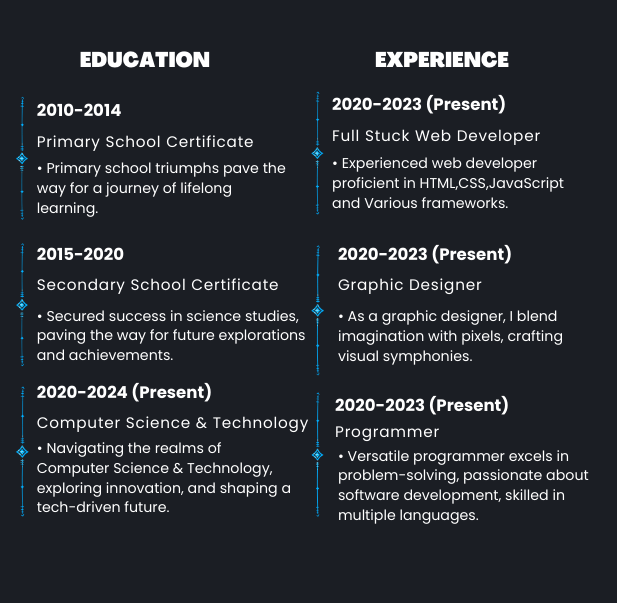 EDUCATION
2010-2014
Primary School Certificate
• Primary school triumphs pave the
way for a journey of lifelong
learning.
2015-2020
Secondary School Certificate
• Secured success in science studies,
paving the way for future explorations
and achievements.
2020-2024 (Present)
Computer Science & Technology
• Navigating the realms of
Computer Science & Technology,
exploring innovation, and shaping a
tech-driven future.
EXPERIENCE
2020-2023 (Present)
Full Stuck Web Developer
• Experienced web developer
proficient in HTML,CSS,JavaScript
and Various frameworks.
2020-2023 (Present)
Graphic Designer
• As a graphic designer, I blend
imagination with pixels, crafting
visual symphonies.
2020-2023 (Present)
Programmer
• Versatile programmer excels in
problem-solving, passionate about
software development, skilled in
multiple languages.